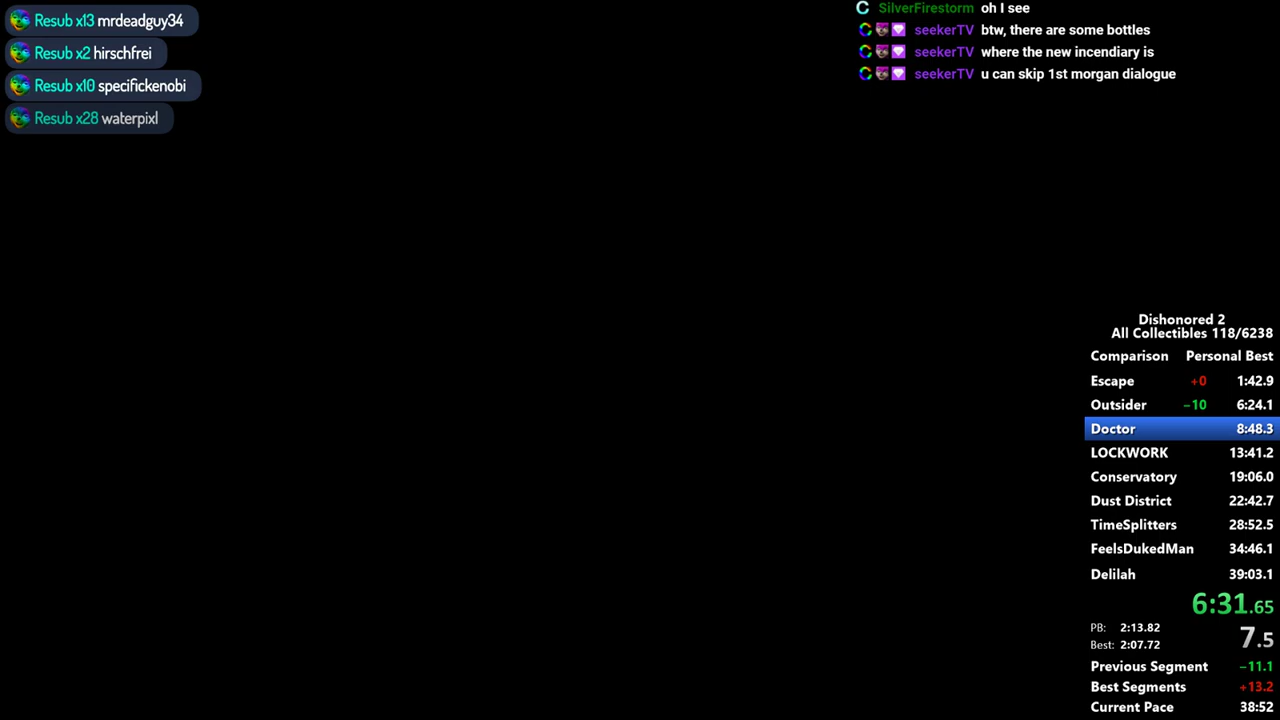 Resub x13 mrdeadguy34
Resub x2 hirschfrei
Resub x10 specifickenobi
Resub x28 waterpixl
SilverFirestorm oh I see
seekerTV btw, there are some bottles
seekerTV where the new incendiary is
seekerTV u can skip 1st morgan dialogue
Dishonored 2
All Collectibles 118/6238
Comparison Personal Best
Escape +0 1:42.9
Outsider −10 6:24.1
Doctor 8:48.3
LOCKWORK 13:41.2
Conservatory 19:06.0
Dust District 22:42.7
TimeSplitters 28:52.5
FeelsDukedMan 34:46.1
Delilah 39:03.1
6:31.65
PB: 2:13.82
Best: 2:07.72
7.5
Previous Segment −11.1
Best Segments +13.2
Current Pace 38:52